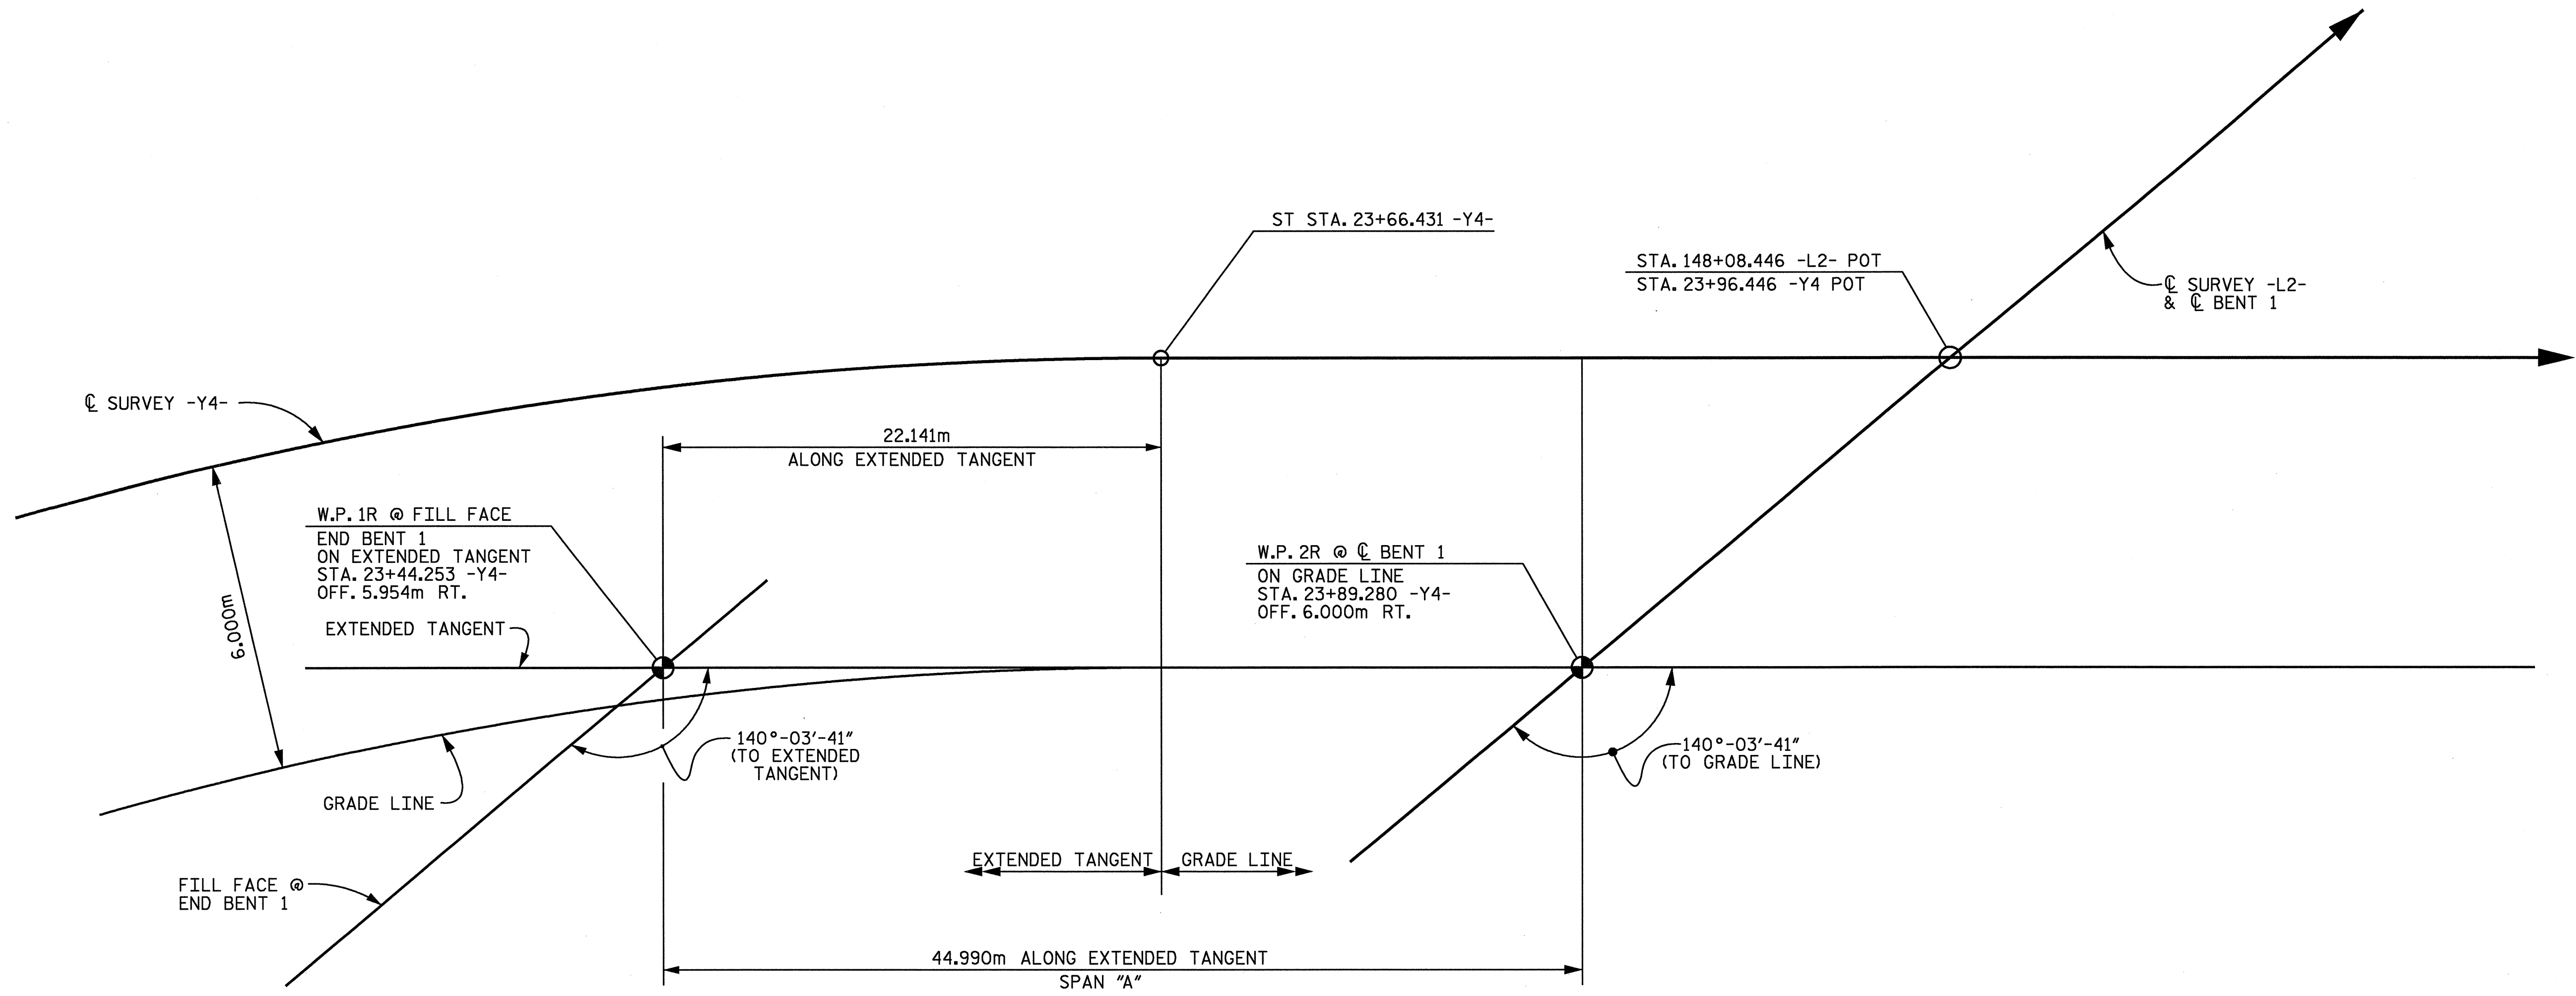 ST STA. 23+66.431 -Y4-
STA. 148+08.446 -L2- POT
STA. 23+96.446 -Y4 POT
℄ SURVEY -L2-
& ℄ BENT 1
℄ SURVEY -Y4-
22.141m
ALONG EXTENDED TANGENT
W.P. 1R @ FILL FACE
END BENT 1
ON EXTENDED TANGENT
STA. 23+44.253 -Y4-
OFF. 5.954m RT.
W.P. 2R @ ℄ BENT 1
ON GRADE LINE
STA. 23+89.280 -Y4-
OFF. 6.000m RT.
6.000m
EXTENDED TANGENT
140°-03'-41"
(TO EXTENDED
TANGENT)
140°-03'-41"
(TO GRADE LINE)
GRADE LINE
EXTENDED TANGENT
GRADE LINE
FILL FACE @
END BENT 1
44.990m ALONG EXTENDED TANGENT
SPAN "A"